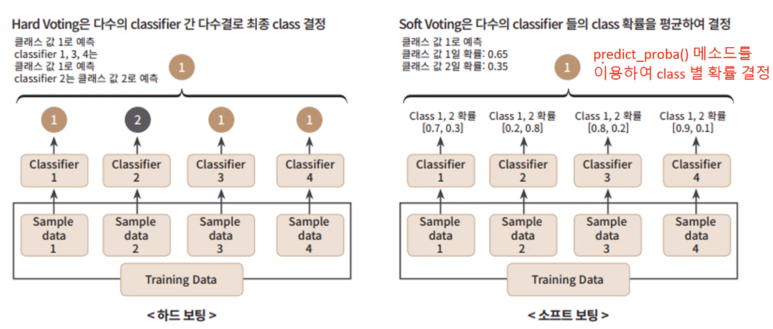 Hard Voting은 다수의 classifier 간 다수결로 최종 class 결정
클래스 값 1로 예측
classifier 1, 3, 4는
클래스 값 1로 예측
classifier 2는 클래스 값 2로 예측
1
1
2
1
1
Classifier
1
Classifier
2
Classifier
3
Classifier
4
Sample
data
1
Sample
data
2
Sample
data
3
Sample
data
4
Training Data
< 하드 보팅 >
Soft Voting은 다수의 classifier 들의 class 확률을 평균하여 결정
클래스 값 1로 예측
클래스 값 1일 확률: 0.65
클래스 값 2일 확률: 0.35
1
predict_proba() 메소드를
이용하여 class 별 확률 결정
Class 1, 2 확률
[0.7, 0.3]
Class 1, 2 확률
[0.2, 0.8]
Class 1, 2 확률
[0.8, 0.2]
Class 1, 2 확률
[0.9, 0.1]
Classifier
1
Classifier
2
Classifier
3
Classifier
4
Sample
data
1
Sample
data
2
Sample
data
3
Sample
data
4
Training Data
< 소프트 보팅 >